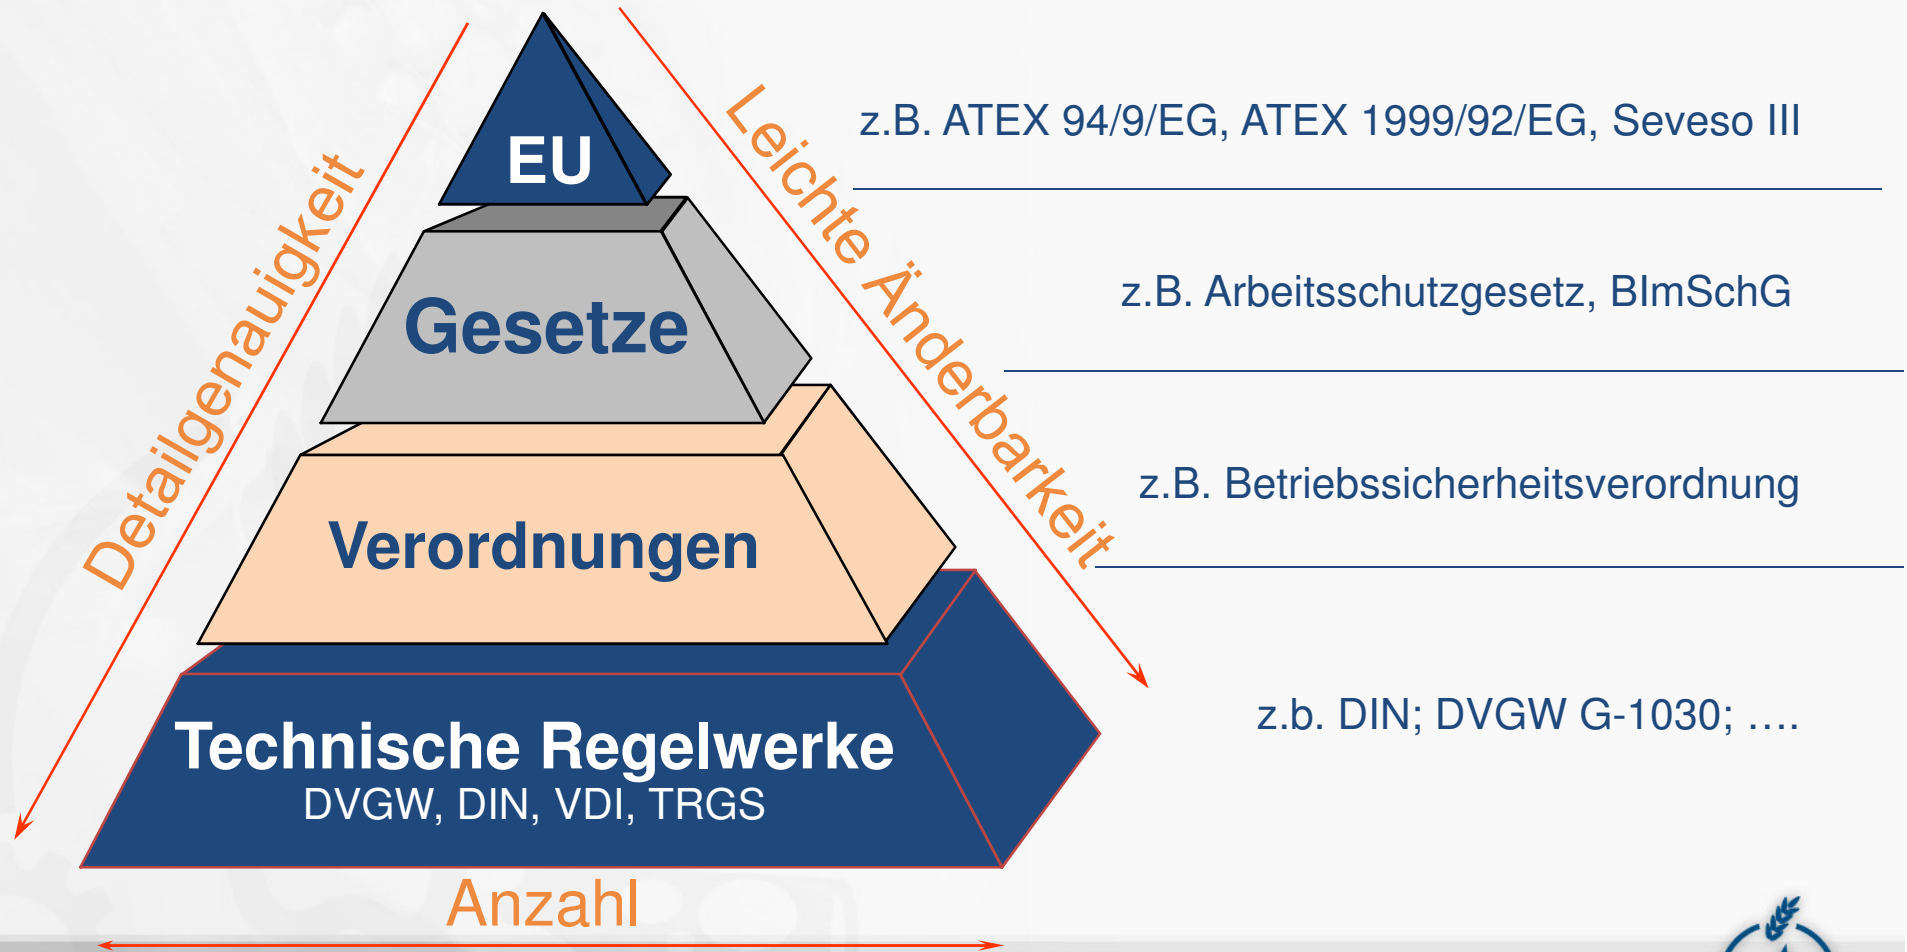 EU
z.B. ATEX 94/9/EG, ATEX 1999/92/EG, Seveso III
Detailgenauigkeit
Leichte Änderbarkeit
Gesetze
z.B. Arbeitsschutzgesetz, BImSchG
Verordnungen
z.B. Betriebssicherheitsverordnung
Technische Regelwerke
DVGW, DIN, VDI, TRGS
z.b. DIN; DVGW G-1030; ….
Anzahl